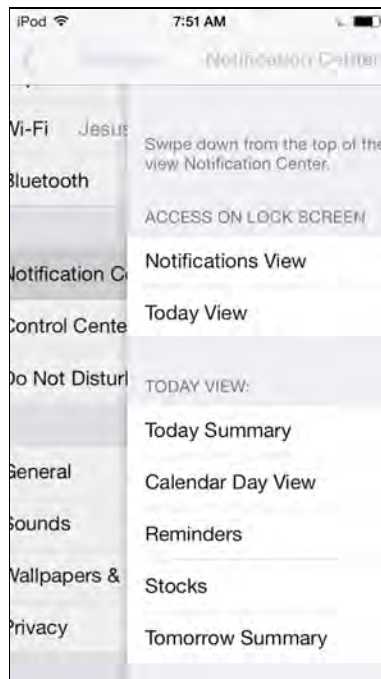 iPod 7:51 AM
Notification Center
Wi-Fi Jesus
Bluetooth
Notification Ce
Control Cente
Do Not Disturl
General
Sounds
Wallpapers &
Privacy
Swipe down from the top of the
view Notification Center.
ACCESS ON LOCK SCREEN
Notifications View
Today View
TODAY VIEW:
Today Summary
Calendar Day View
Reminders
Stocks
Tomorrow Summary